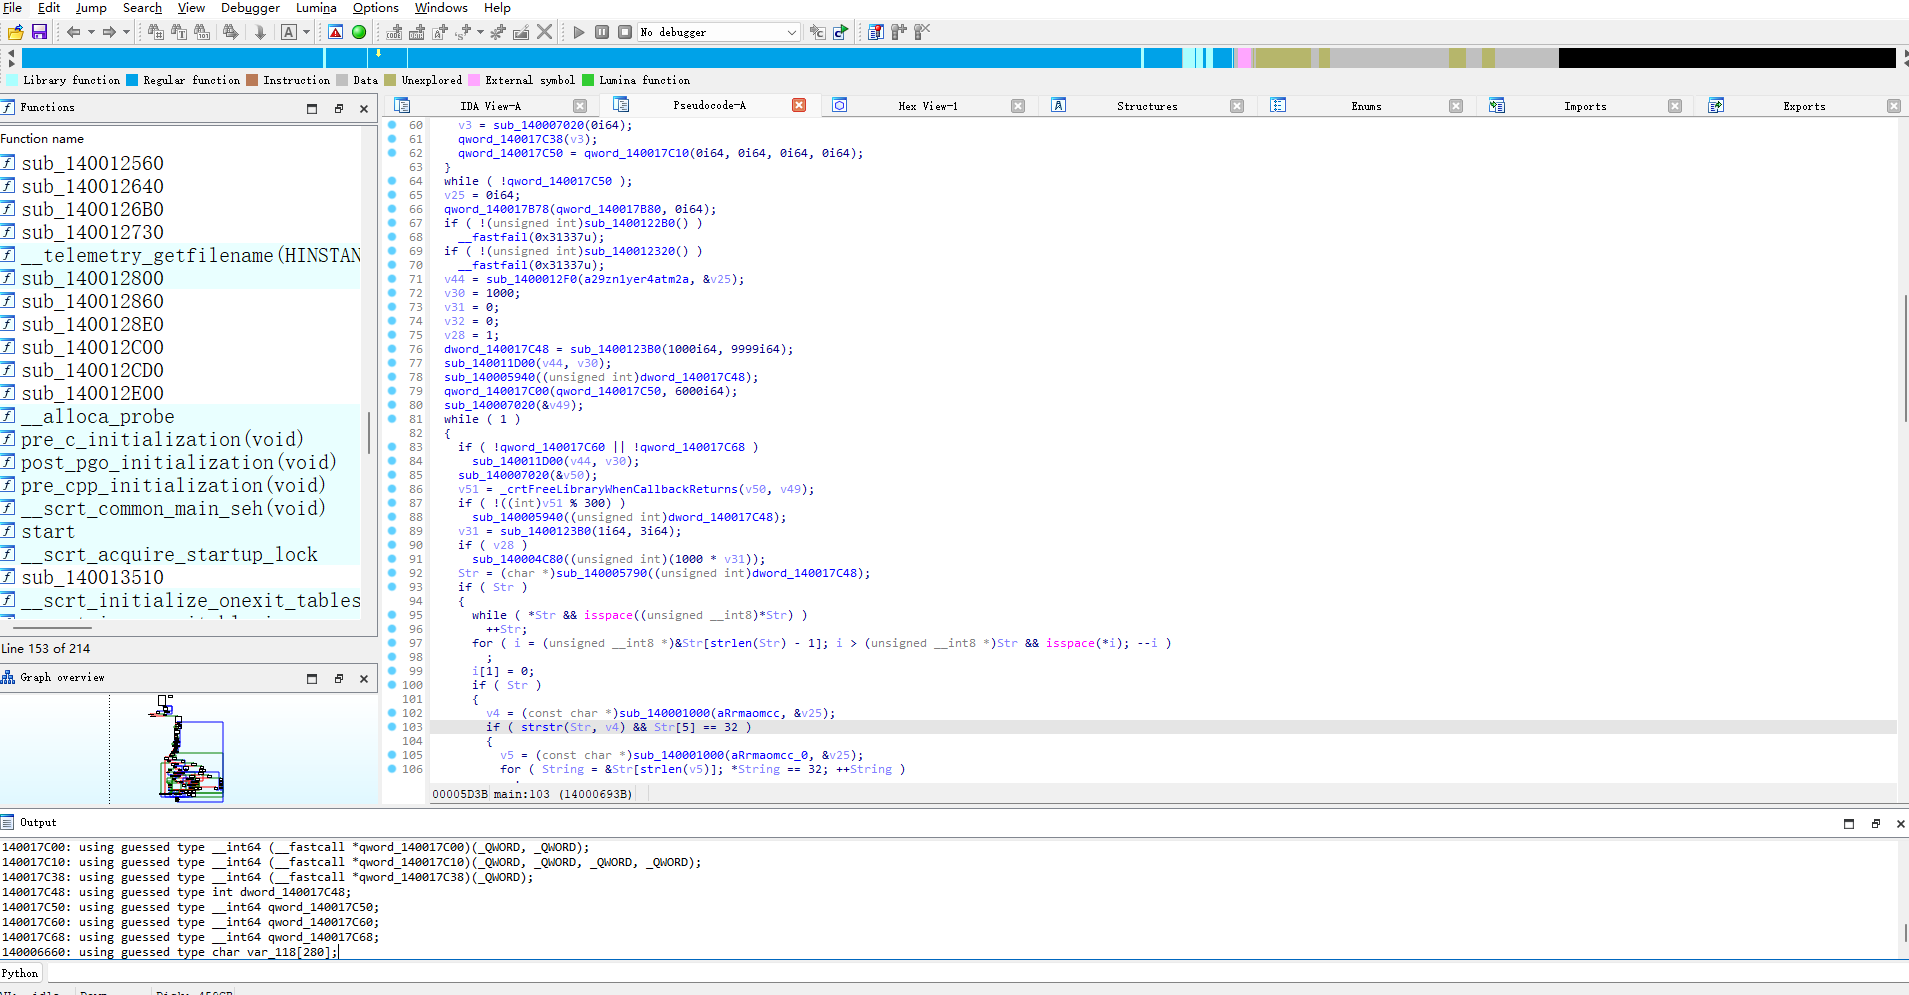 File Edit Jump Search View Debugger Lumina Options Windows Help
No debugger
Library function Regular function Instruction Data Unexplored External symbol Lumina function
Functions
Function name
sub_140012560
sub_140012640
sub_1400126B0
sub_140012730
__telemetry_getfilename(HINSTAN
sub_140012800
sub_140012860
sub_1400128E0
sub_140012C00
sub_140012CD0
sub_140012E00
__alloca_probe
pre_c_initialization(void)
post_pgo_initialization(void)
pre_cpp_initialization(void)
__scrt_common_main_seh(void)
start
__scrt_acquire_startup_lock
sub_140013510
__scrt_initialize_onexit_tables
Line 153 of 214
Graph overview
IDA View-A Pseudocode-A Hex View-1 Structures Enums Imports Exports
60 v3 = sub_140007020(0i64);
61 qword_140017C38(v3);
62 qword_140017C50 = qword_140017C10(0i64, 0i64, 0i64, 0i64);
63 }
64 while ( !qword_140017C50 );
65 v25 = 0i64;
66 qword_140017B78(qword_140017B80, 0i64);
67 if ( !(unsigned int)sub_1400122B0() )
68 __fastfail(0x31337u);
69 if ( !(unsigned int)sub_140012320() )
70 __fastfail(0x31337u);
71 v44 = sub_1400012F0(a29zn1yer4atm2a, &v25);
72 v30 = 1000;
73 v31 = 0;
74 v32 = 0;
75 v28 = 1;
76 dword_140017C48 = sub_1400123B0(1000i64, 9999i64);
77 sub_140011D00(v44, v30);
78 sub_140005940((unsigned int)dword_140017C48);
79 qword_140017C00(qword_140017C50, 6000i64);
80 sub_140007020(&v49);
81 while ( 1 )
82 {
83 if ( !qword_140017C60 || !qword_140017C68 )
84 sub_140011D00(v44, v30);
85 sub_140007020(&v50);
86 v51 = _crtFreeLibraryWhenCallbackReturns(v50, v49);
87 if ( !((int)v51 % 300) )
88 sub_140005940((unsigned int)dword_140017C48);
89 v31 = sub_1400123B0(1i64, 3i64);
90 if ( v28 )
91 sub_140004C80((unsigned int)(1000 * v31));
92 Str = (char *)sub_140005790((unsigned int)dword_140017C48);
93 if ( Str )
94 {
95 while ( *Str && isspace((unsigned __int8)*Str) )
96 ++Str;
97 for ( i = (unsigned __int8 *)&Str[strlen(Str) - 1]; i > (unsigned __int8 *)Str && isspace(*i); --i )
98 ;
99 i[1] = 0;
100 if ( Str )
101 {
102 v4 = (const char *)sub_140001000(aRrmaomcc, &v25);
103 if ( strstr(Str, v4) && Str[5] == 32 )
104 {
105 v5 = (const char *)sub_140001000(aRrmaomcc_0, &v25);
106 for ( String = &Str[strlen(v5)]; *String == 32; ++String )
00005D3B main:103 (14000693B)
Output
140017C00: using guessed type __int64 (__fastcall *qword_140017C00)(_QWORD, _QWORD);
140017C10: using guessed type __int64 (__fastcall *qword_140017C10)(_QWORD, _QWORD, _QWORD, _QWORD);
140017C38: using guessed type __int64 (__fastcall *qword_140017C38)(_QWORD);
140017C48: using guessed type int dword_140017C48;
140017C50: using guessed type __int64 qword_140017C50;
140017C60: using guessed type __int64 qword_140017C60;
140017C68: using guessed type __int64 qword_140017C68;
140006660: using guessed type char var_118[280];
Python